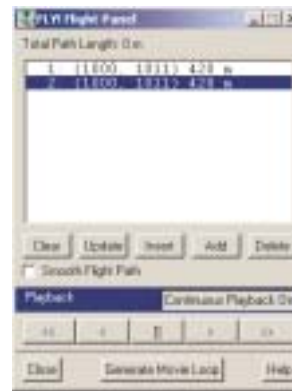 FLY! Flight Panel
Total Path Length: 0 m
1 (1000, 1011) 420 m
2 (1000, 1011) 420 m
Clear Update Insert Add Delete
Smooth Flight Path
Playback Continuous Playback On
<< < || > >>
Close Generate Movie Loop Help